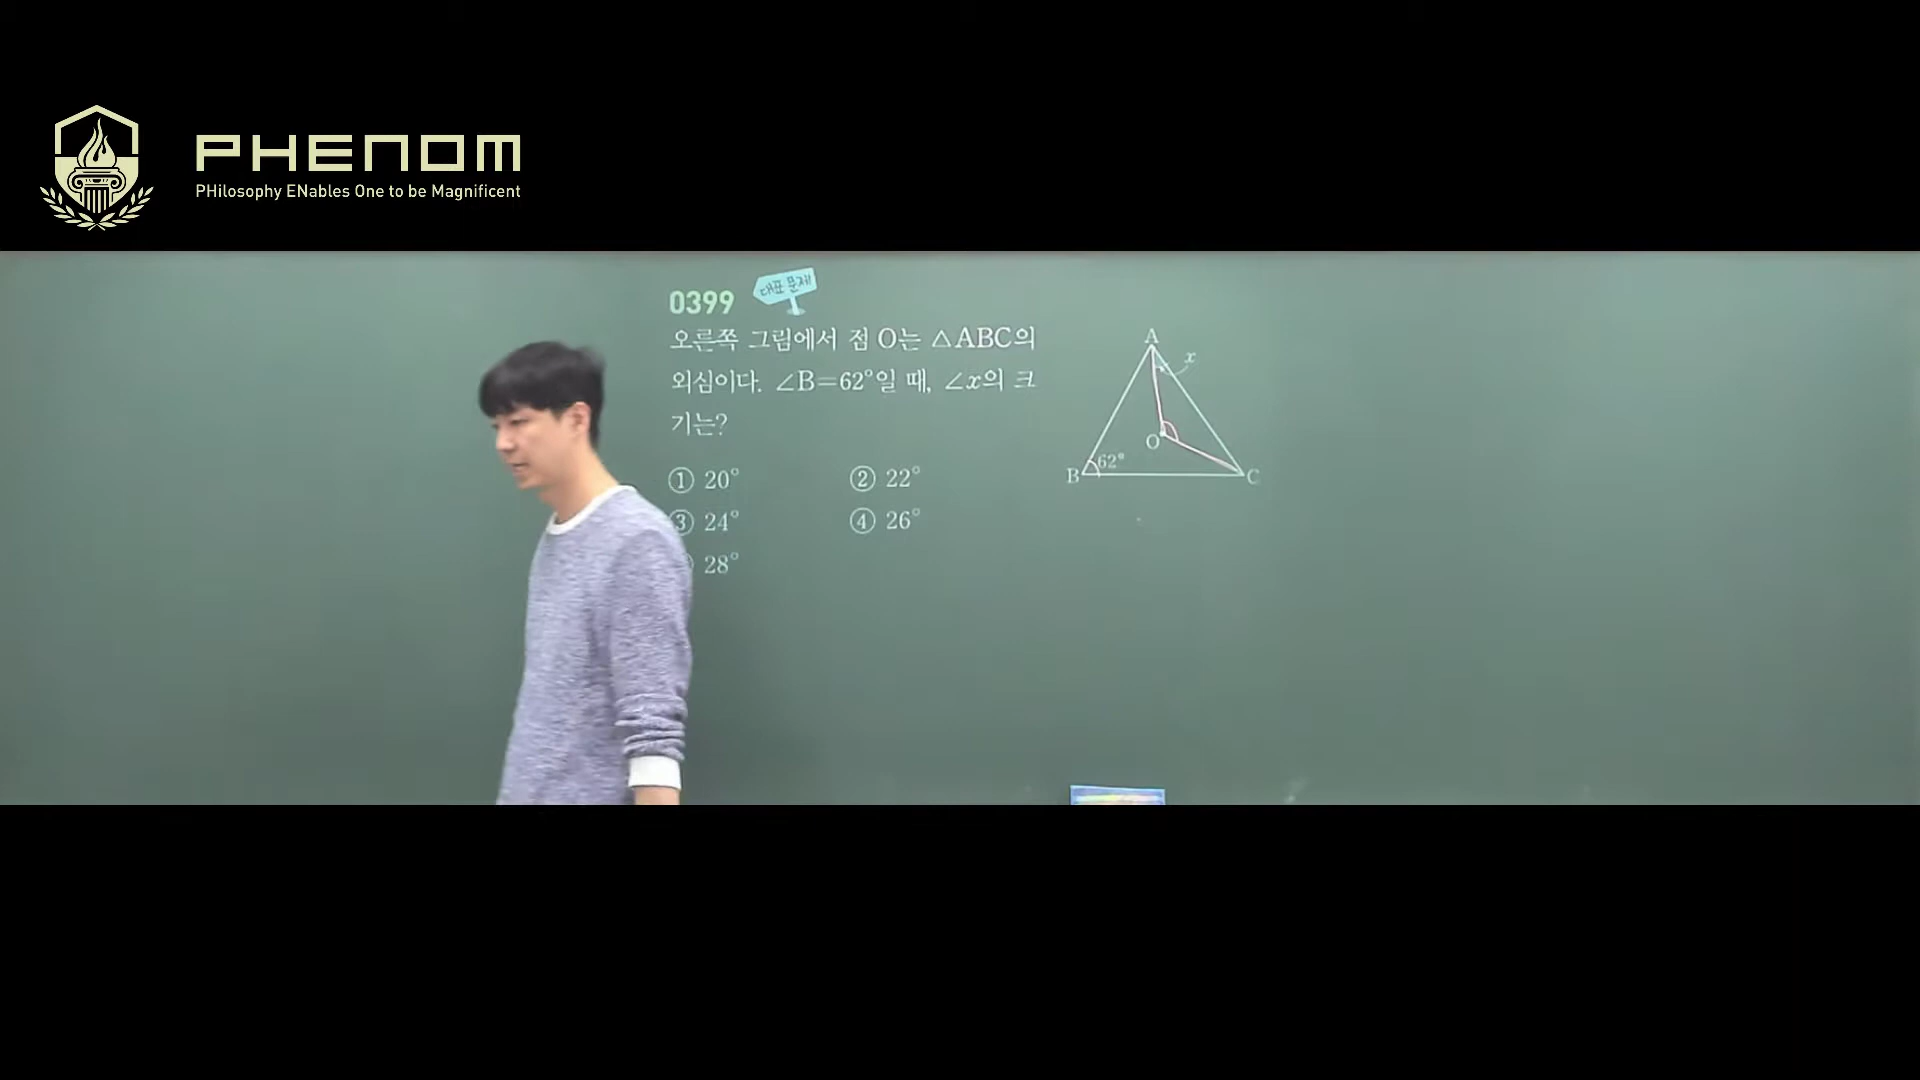 PHENOM
PHilosophy ENables One to be Magnificent
0399 대표 문제
오른쪽 그림에서 점 O는 △ABC의
외심이다. ∠B=62°일 때, ∠x의 크
기는?
① 20° ② 22°
③ 24° ④ 26°
28°
A
x
O
B 62° C